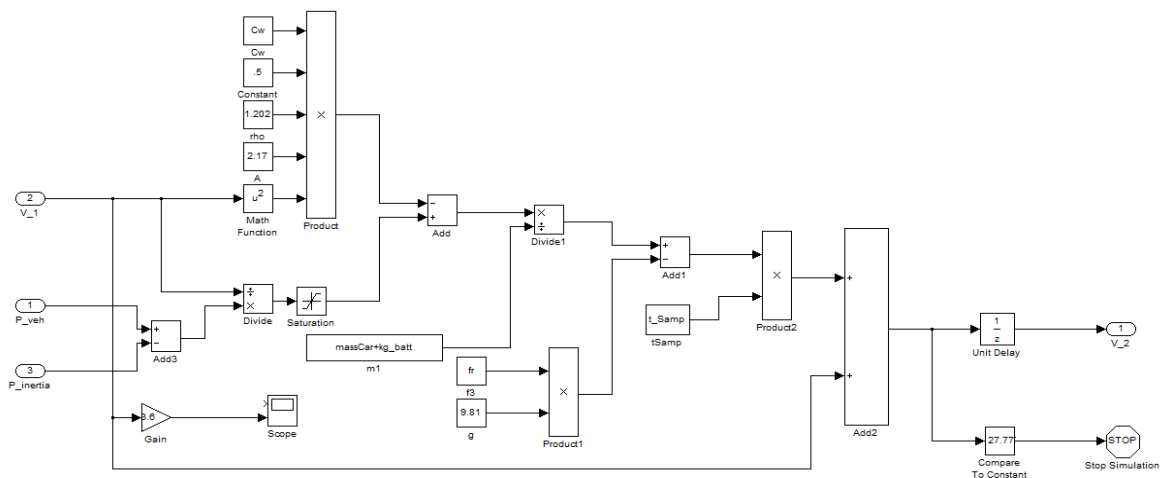 Cw
Cw
.5
Constant
1.202
rho
2.17
A
2
V_1
u²
Math
Function
×
Product
−
+
Add
×
÷
Divide1
1
P_veh
÷
×
Divide
Saturation
+
−
Add3
3
P_inertia
massCar+kg_batt
m1
+
−
Add1
t_Samp
tSamp
×
Product2
fr
f3
9.81
g
×
Product1
3.6
Gain
Scope
+
+
Add2
1
z
Unit Delay
1
V_2
27.77
Compare
To Constant
STOP
Stop Simulation